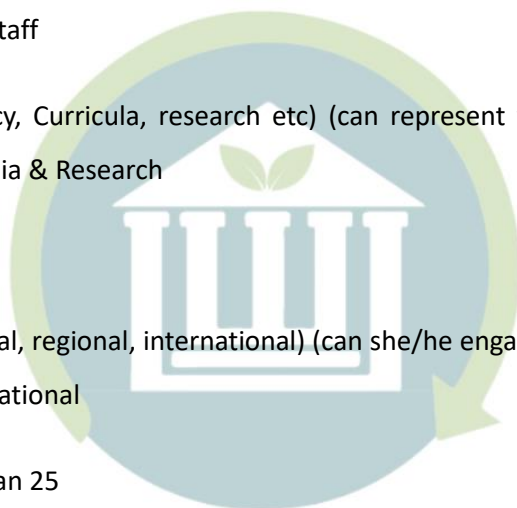 taff
cy, Curricula, research etc) (can represent
ia & Research
al, regional, international) (can she/he enga
ational
an 25